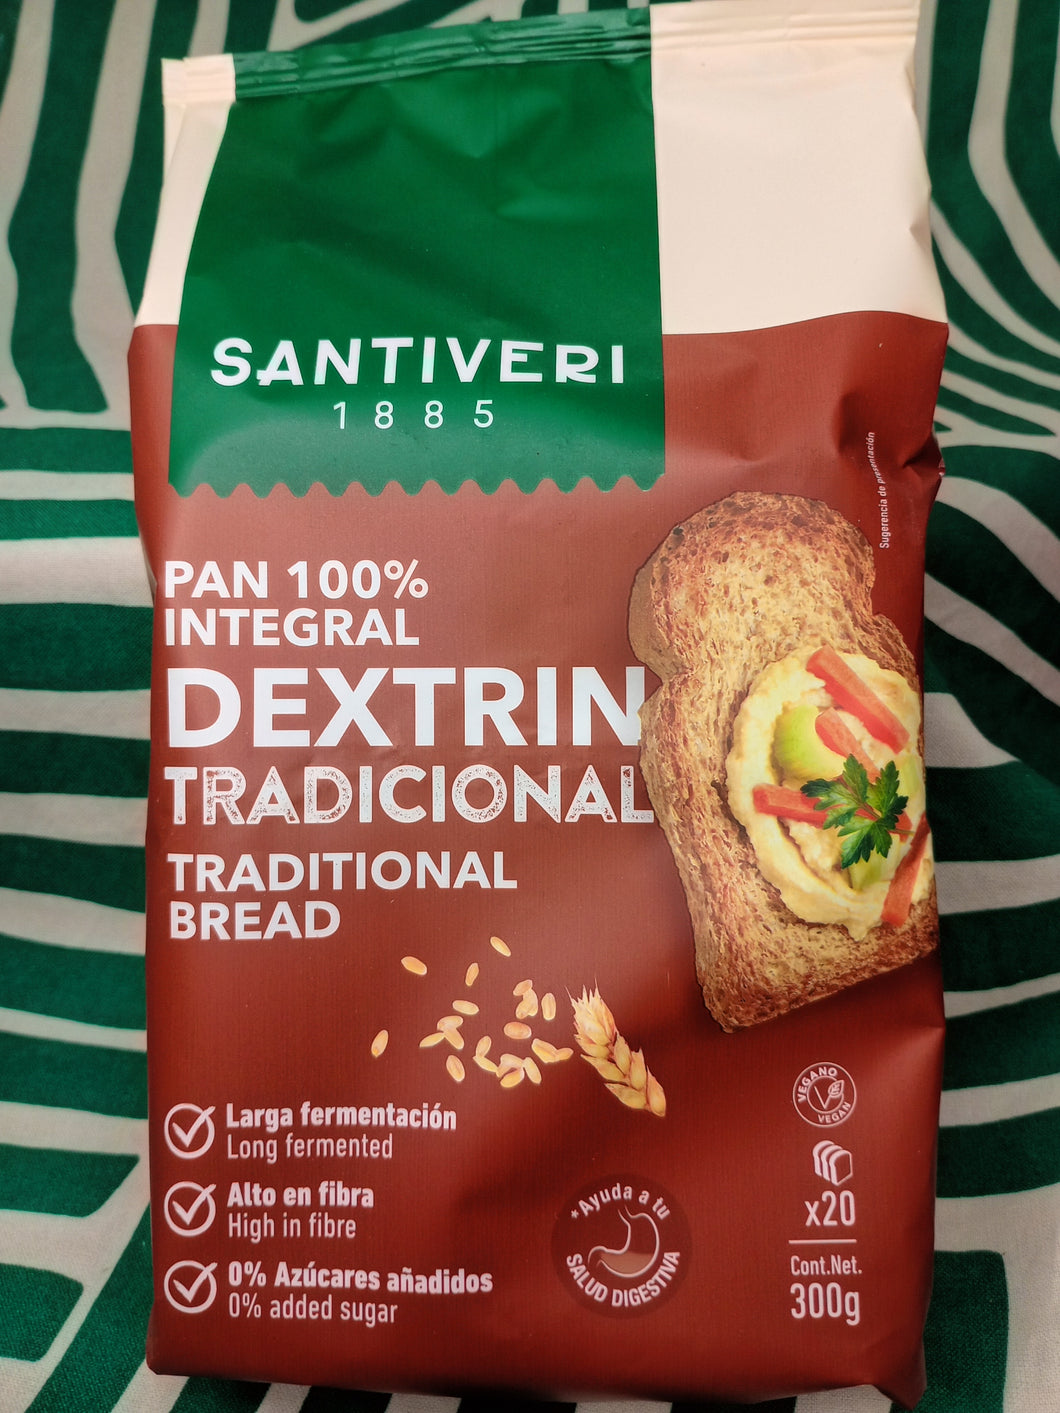 SANTIVERI
1885
Sugerencia de presentación
PAN 100%
INTEGRAL
DEXTRIN
TRADICIONAL
TRADITIONAL
BREAD
Larga fermentación
Long fermented
Alto en fibra
High in fibre
0% Azúcares añadidos
0% added sugar
*Ayuda a tu
SALUD DIGESTIVA
VEGANO
VEGAN
x20
Cont.Net.
300g